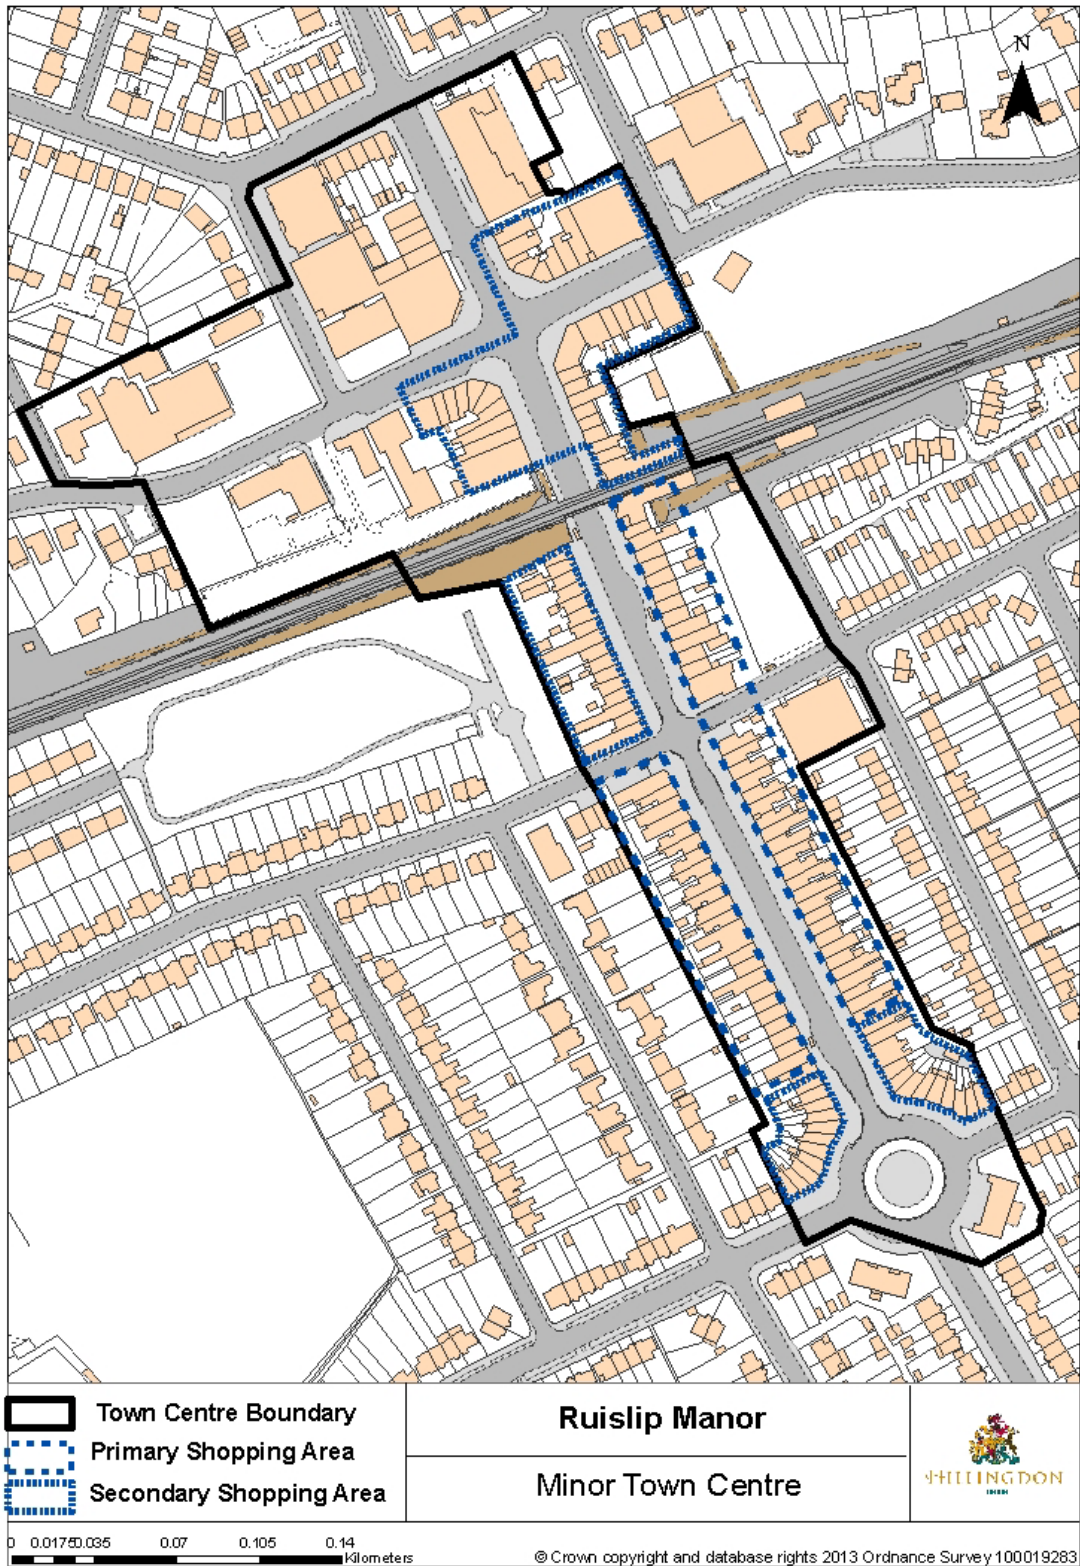 N
Town Centre Boundary
Primary Shopping Area
Secondary Shopping Area
Ruislip Manor
Minor Town Centre
HILLINGDON
0 0.0175 0.035 0.07 0.105 0.14
Kilometers
© Crown copyright and database rights 2013 Ordnance Survey 100019283